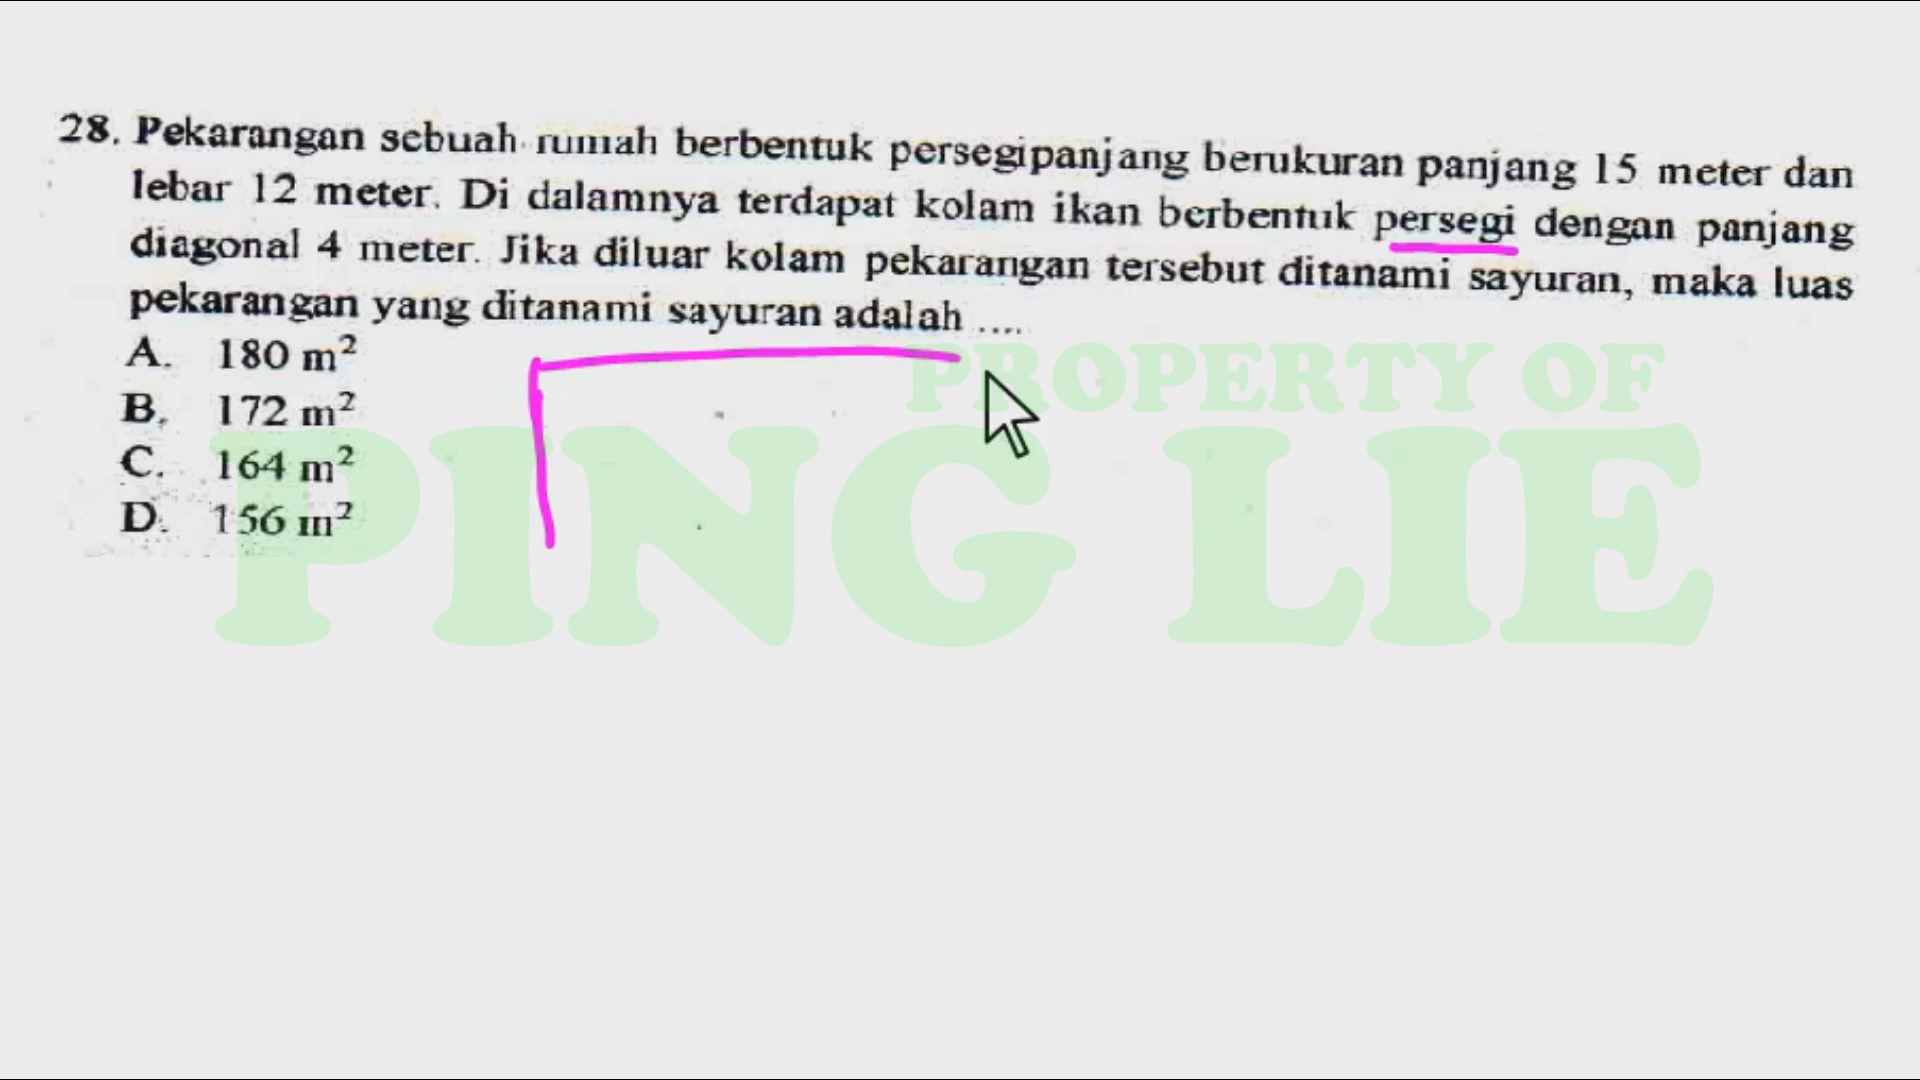 28. Pekarangan sebuah rumah berbentuk persegipanjang berukuran panjang 15 meter dan
lebar 12 meter. Di dalamnya terdapat kolam ikan berbentuk persegi dengan panjang
diagonal 4 meter. Jika diluar kolam pekarangan tersebut ditanami sayuran, maka luas
pekarangan yang ditanami sayuran adalah ....
A. 180 m²
B. 172 m²
C. 164 m²
D. 156 m²
PROPERTY OF
PING LIE